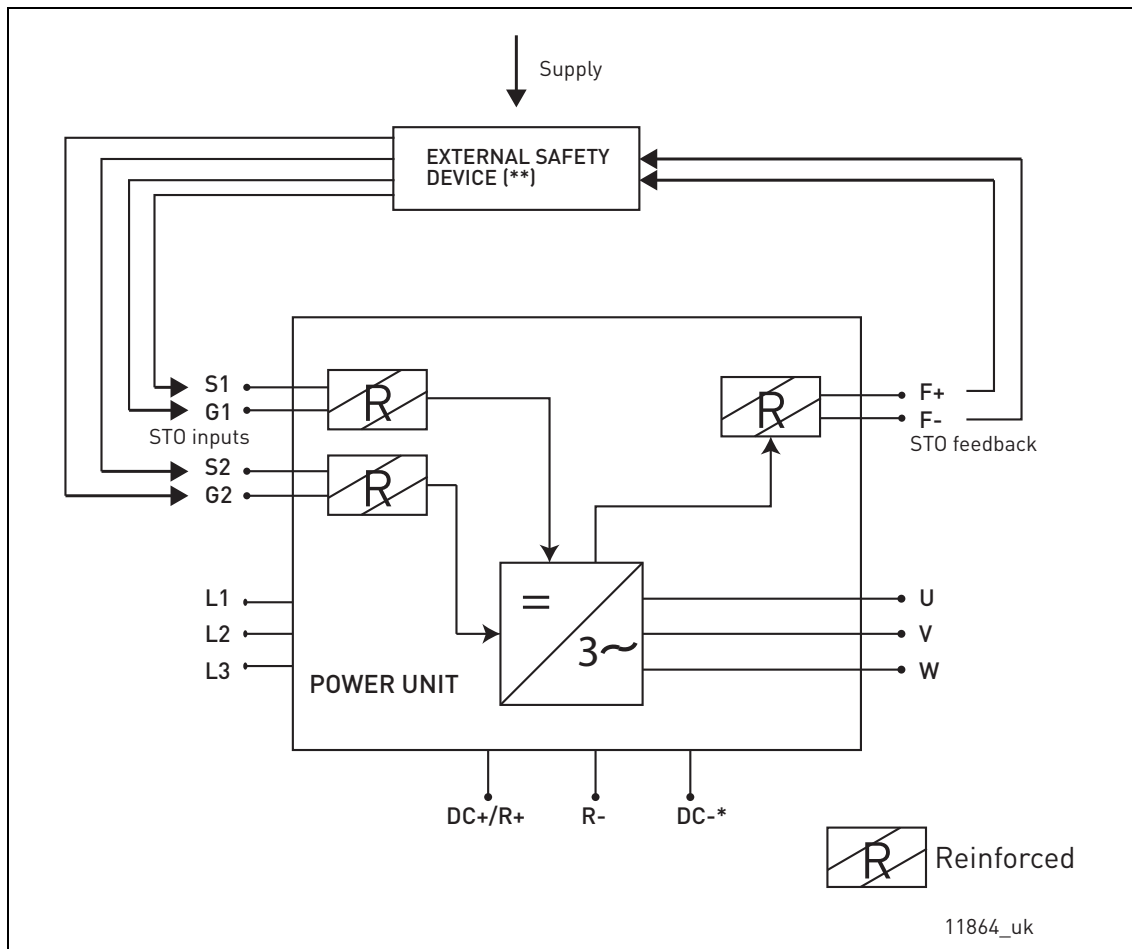 Supply
EXTERNAL SAFETY
DEVICE (**)
S1
G1
STO inputs
S2
G2
R
R
R
F+
F-
STO feedback
L1
L2
L3
=
3~
POWER UNIT
U
V
W
DC+/R+
R-
DC-*
R
Reinforced
11864_uk